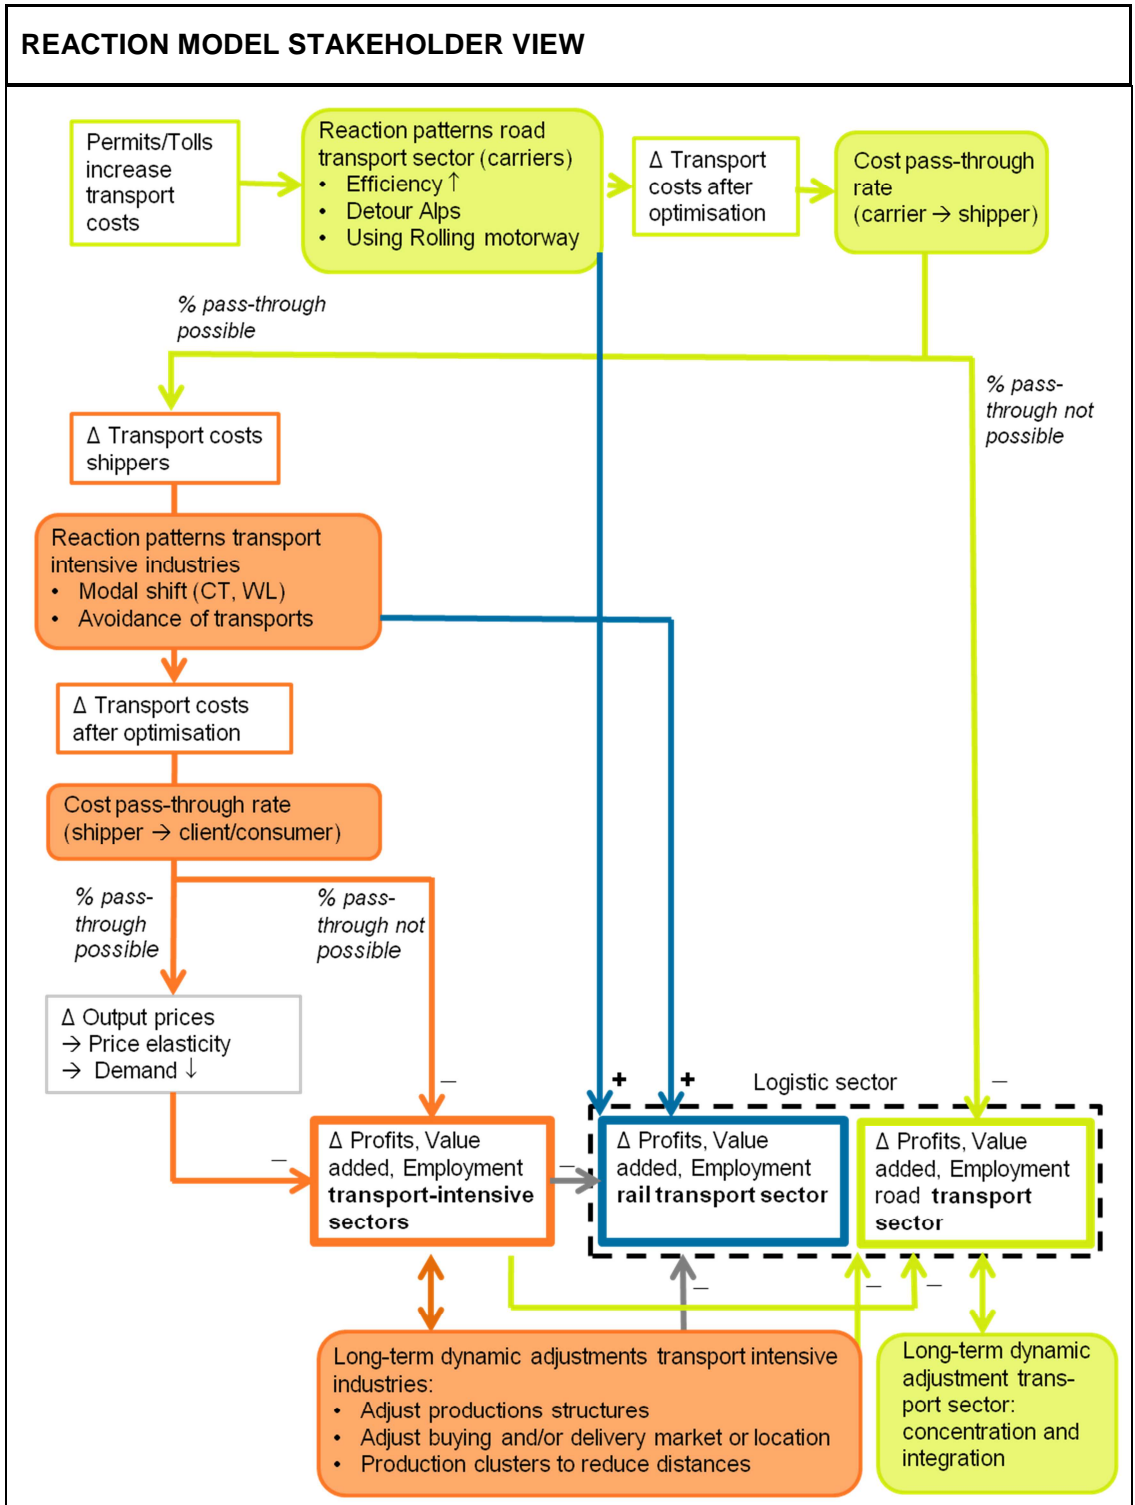 REACTION MODEL STAKEHOLDER VIEW
Permits/Tolls
increase
transport
costs
Reaction patterns road
transport sector (carriers)
• Efficiency ↑
• Detour Alps
• Using Rolling motorway
Δ Transport
costs after
optimisation
Cost pass-through
rate
(carrier → shipper)
% pass-through
possible
% pass-
through not
possible
Δ Transport costs
shippers
Reaction patterns transport
intensive industries
• Modal shift (CT, WL)
• Avoidance of transports
Δ Transport costs
after optimisation
Cost pass-through rate
(shipper → client/consumer)
% pass-
through
possible
% pass-
through not
possible
Δ Output prices
→ Price elasticity
→ Demand ↓
–
+
+
Logistic sector
–
–
Δ Profits, Value
added, Employment
transport-intensive
sectors
–
Δ Profits, Value
added, Employment
rail transport sector
Δ Profits, Value
added, Employment
road transport
sector
–
–
–
Long-term dynamic adjustments transport intensive
industries:
• Adjust productions structures
• Adjust buying and/or delivery market or location
• Production clusters to reduce distances
Long-term dynamic
adjustment trans-
port sector:
concentration and
integration